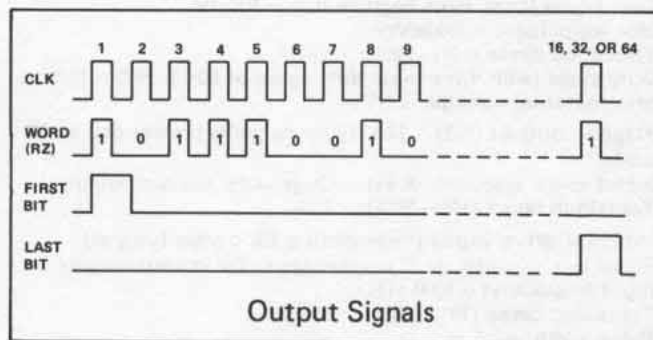 1 2 3 4 5 6 7 8 9 16, 32, OR 64
CLK
WORD
(RZ)
1 0 1 1 1 0 0 1 0 1
FIRST
BIT
LAST
BIT
Output Signals